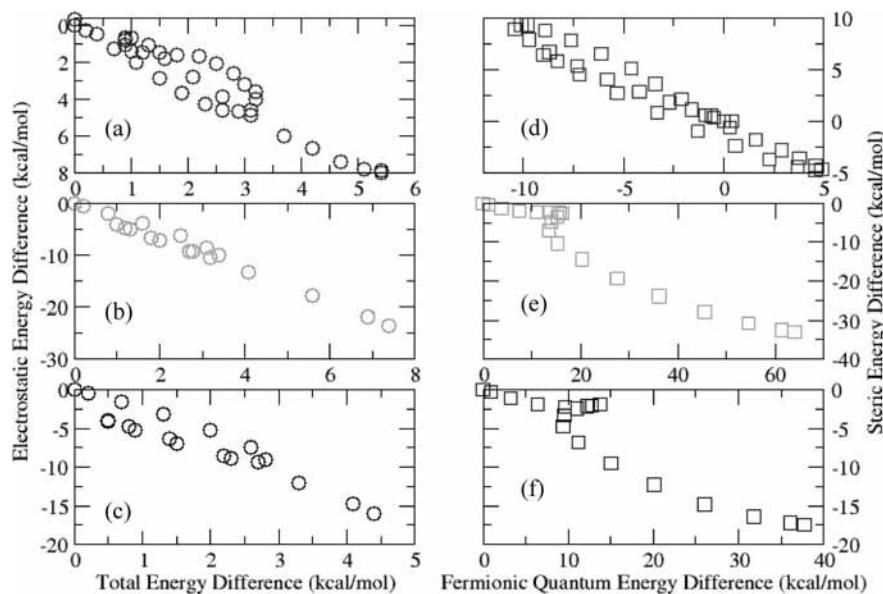 Electrostatic Energy Difference (kcal/mol)
0
2
4
6
8
(a)
0 1 2 3 4 5 6
0
-10
-20
-30
(b)
0 2 4 6 8
0
-5
-10
-15
-20
(c)
0 1 2 3 4 5
Total Energy Difference (kcal/mol)
10
5
0
-5
(d)
-10 -5 0 5
0
-10
-20
-30
-40
(e)
0 20 40 60
0
-5
-10
-15
-20
(f)
0 10 20 30 40
Fermionic Quantum Energy Difference (kcal/mol)
Steric Energy Difference (kcal/mol)